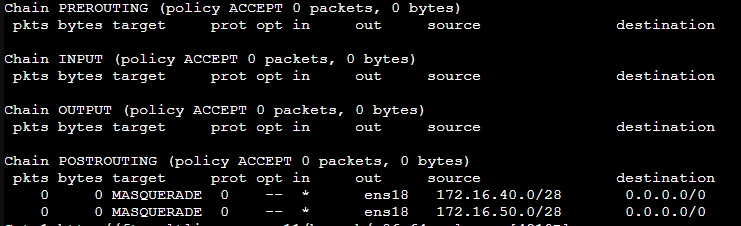 Chain PREROUTING (policy ACCEPT 0 packets, 0 bytes)
pkts bytes target prot opt in out source destination
Chain INPUT (policy ACCEPT 0 packets, 0 bytes)
pkts bytes target prot opt in out source destination
Chain OUTPUT (policy ACCEPT 0 packets, 0 bytes)
pkts bytes target prot opt in out source destination
Chain POSTROUTING (policy ACCEPT 0 packets, 0 bytes)
pkts bytes target prot opt in out source destination
0 0 MASQUERADE 0 -- * ens18 172.16.40.0/28 0.0.0.0/0
0 0 MASQUERADE 0 -- * ens18 172.16.50.0/28 0.0.0.0/0